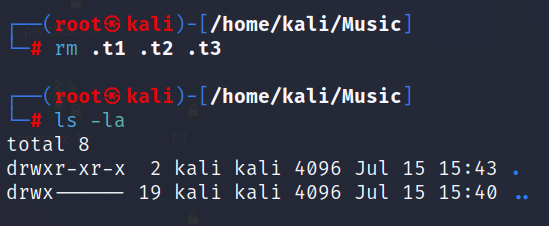 ┌──(root㉿kali)-[/home/kali/Music]
└─# rm .t1 .t2 .t3
┌──(root㉿kali)-[/home/kali/Music]
└─# ls -la
total 8
drwxr-xr-x  2 kali kali 4096 Jul 15 15:43 .
drwx------ 19 kali kali 4096 Jul 15 15:40 ..